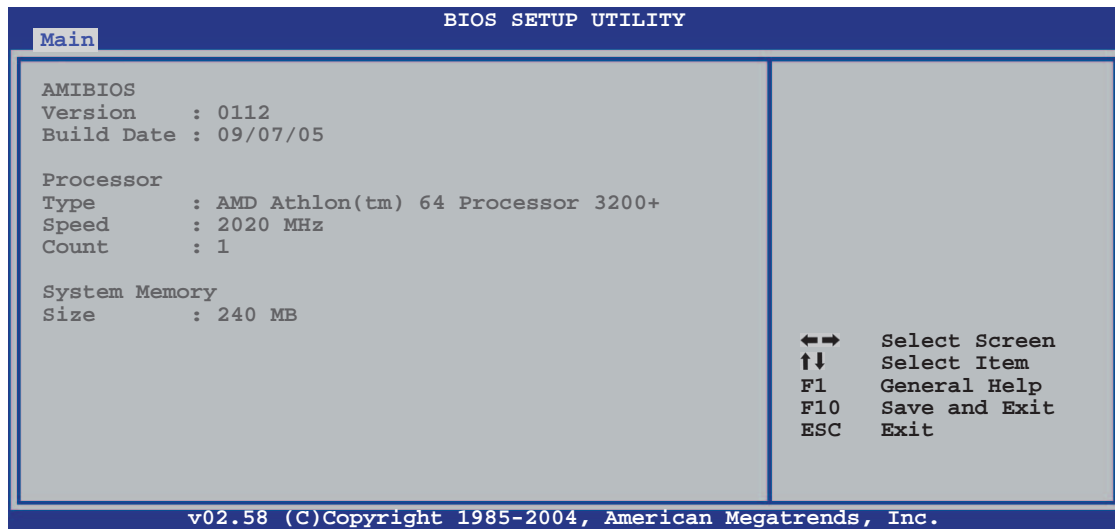 BIOS SETUP UTILITY
Main
AMIBIOS
Version : 0112
Build Date : 09/07/05
Processor
Type : AMD Athlon(tm) 64 Processor 3200+
Speed : 2020 MHz
Count : 1
System Memory
Size : 240 MB
←→ Select Screen
↑↓ Select Item
F1 General Help
F10 Save and Exit
ESC Exit
v02.58 (C)Copyright 1985-2004, American Megatrends, Inc.